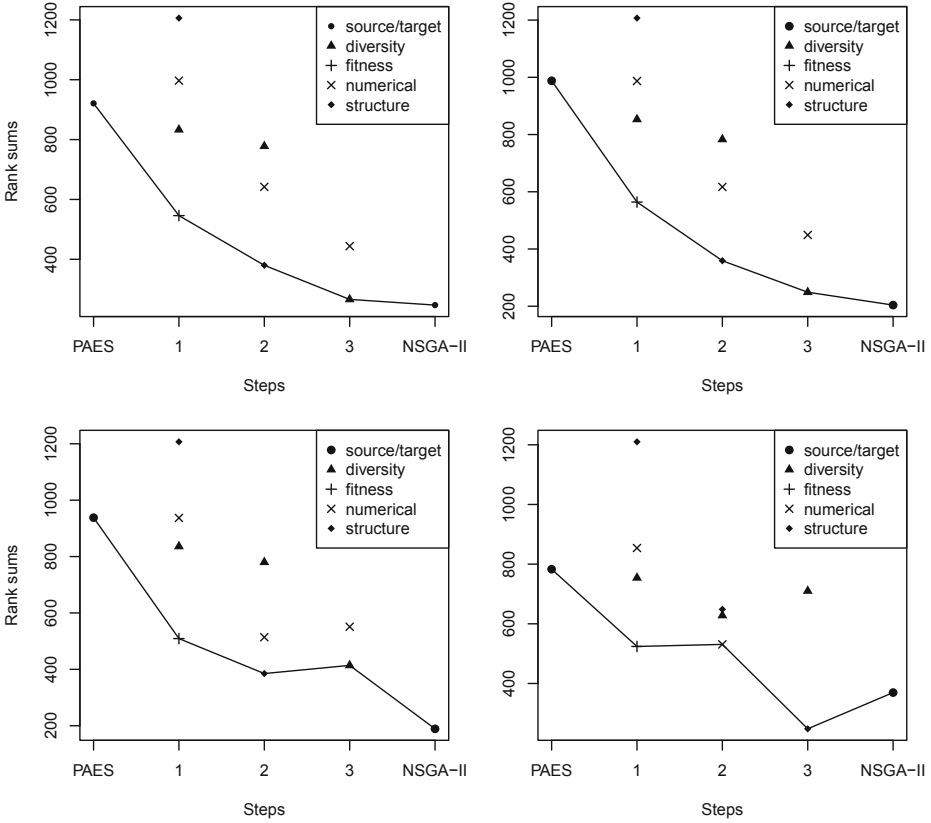 Rank sums
1200
1000
800
600
400
source/target
diversity
fitness
numerical
structure
PAES 1 2 3 NSGA-II
Steps
1200
1000
800
600
400
200
source/target
diversity
fitness
numerical
structure
PAES 1 2 3 NSGA-II
Steps
Rank sums
1200
1000
800
600
400
200
source/target
diversity
fitness
numerical
structure
PAES 1 2 3 NSGA-II
Steps
1200
1000
800
600
400
source/target
diversity
fitness
numerical
structure
PAES 1 2 3 NSGA-II
Steps